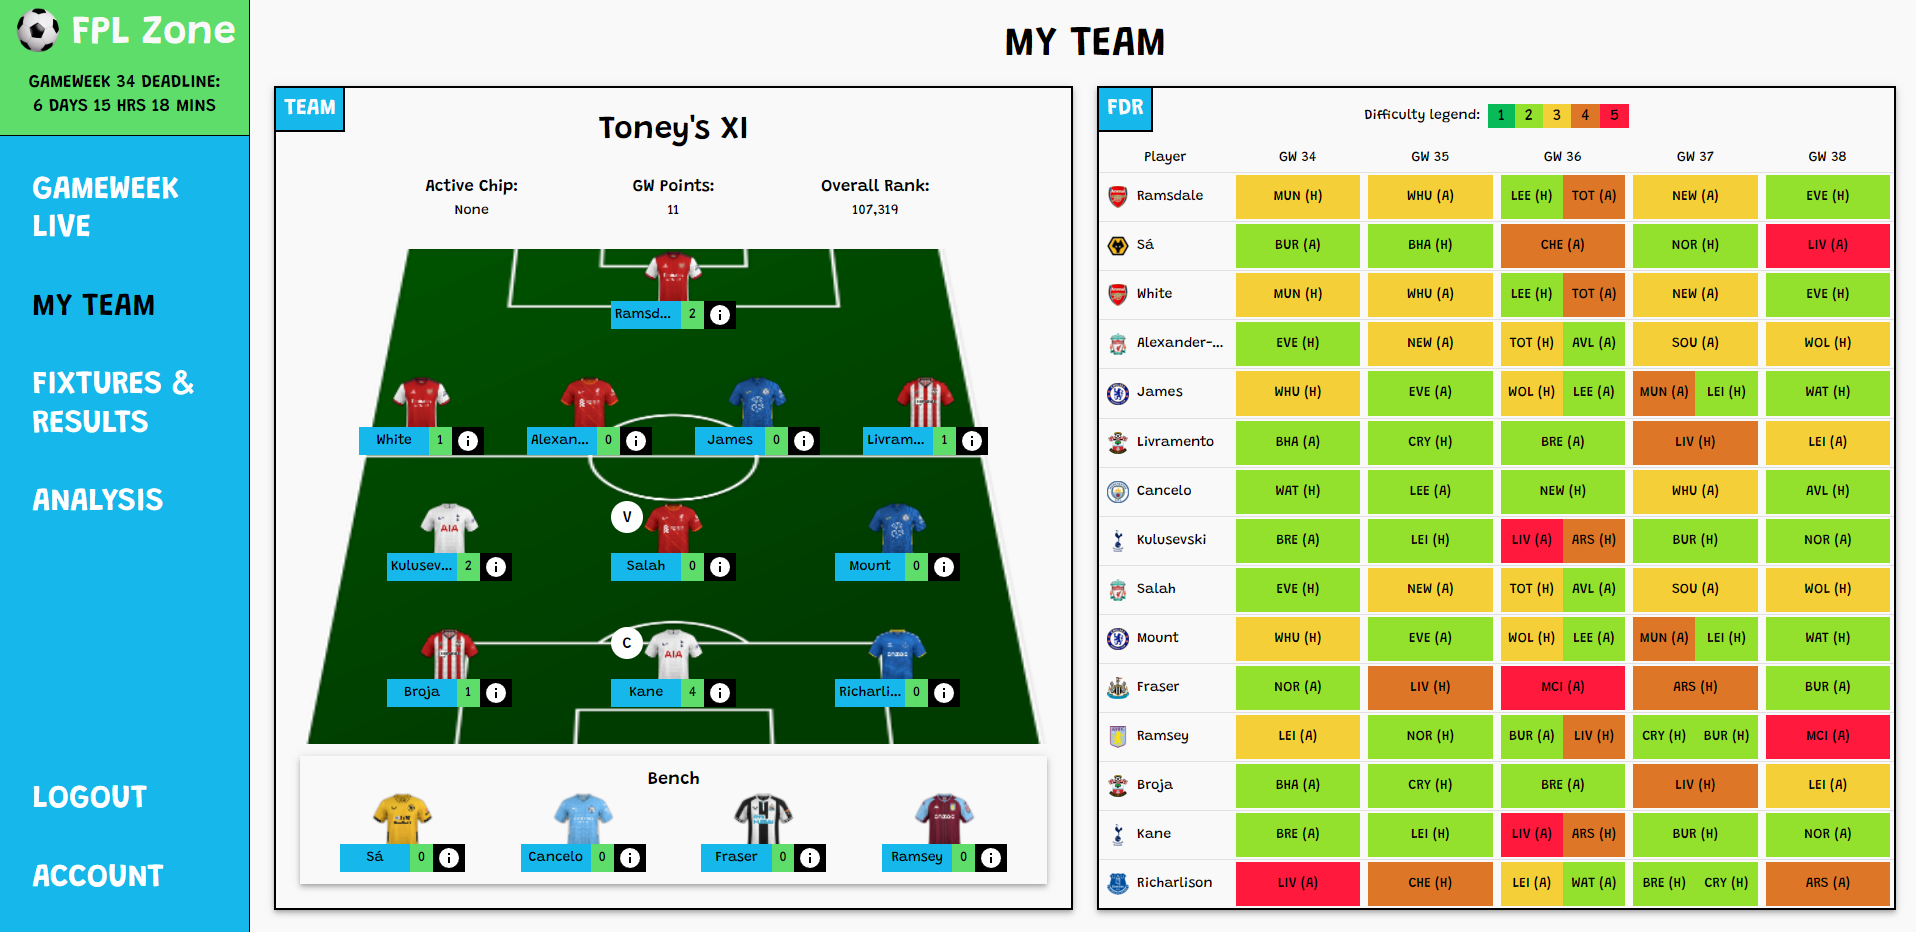 FPL Zone
GAMEWEEK 34 DEADLINE:
6 DAYS 15 HRS 18 MINS
GAMEWEEK
LIVE
MY TEAM
FIXTURES &
RESULTS
ANALYSIS
LOGOUT
ACCOUNT
MY TEAM
TEAM
Toney's XI
Active Chip: GW Points: Overall Rank:
None 11 107,319
Ramsd... 2 i
White 1 i Alexan... 0 i James 0 i Livram... 1 i
V
AIA
Kulusev... 2 i Salah 0 i Mount 0 i
C
AIA
Broja 1 i Kane 4 i Richarli... 0 i
Bench
Sá 0 i Cancelo 0 i Fraser 0 i Ramsey 0 i
FDR
Difficulty legend: 1 2 3 4 5
Player GW 34 GW 35 GW 36 GW 37 GW 38
Ramsdale MUN (H) WHU (A) LEE (H) TOT (A) NEW (A) EVE (H)
Sá BUR (A) BHA (H) CHE (A) NOR (H) LIV (A)
White MUN (H) WHU (A) LEE (H) TOT (A) NEW (A) EVE (H)
Alexander-... EVE (H) NEW (A) TOT (H) AVL (A) SOU (A) WOL (H)
James WHU (H) EVE (A) WOL (H) LEE (A) MUN (A) LEI (H) WAT (H)
Livramento BHA (A) CRY (H) BRE (A) LIV (H) LEI (A)
Cancelo WAT (H) LEE (A) NEW (H) WHU (A) AVL (H)
Kulusevski BRE (A) LEI (H) LIV (A) ARS (H) BUR (H) NOR (A)
Salah EVE (H) NEW (A) TOT (H) AVL (A) SOU (A) WOL (H)
Mount WHU (H) EVE (A) WOL (H) LEE (A) MUN (A) LEI (H) WAT (H)
Fraser NOR (A) LIV (H) MCI (A) ARS (H) BUR (A)
Ramsey LEI (A) NOR (H) BUR (A) LIV (H) CRY (H) BUR (H) MCI (A)
Broja BHA (A) CRY (H) BRE (A) LIV (H) LEI (A)
Kane BRE (A) LEI (H) LIV (A) ARS (H) BUR (H) NOR (A)
Richarlison LIV (A) CHE (H) LEI (A) WAT (A) BRE (H) CRY (H) ARS (A)